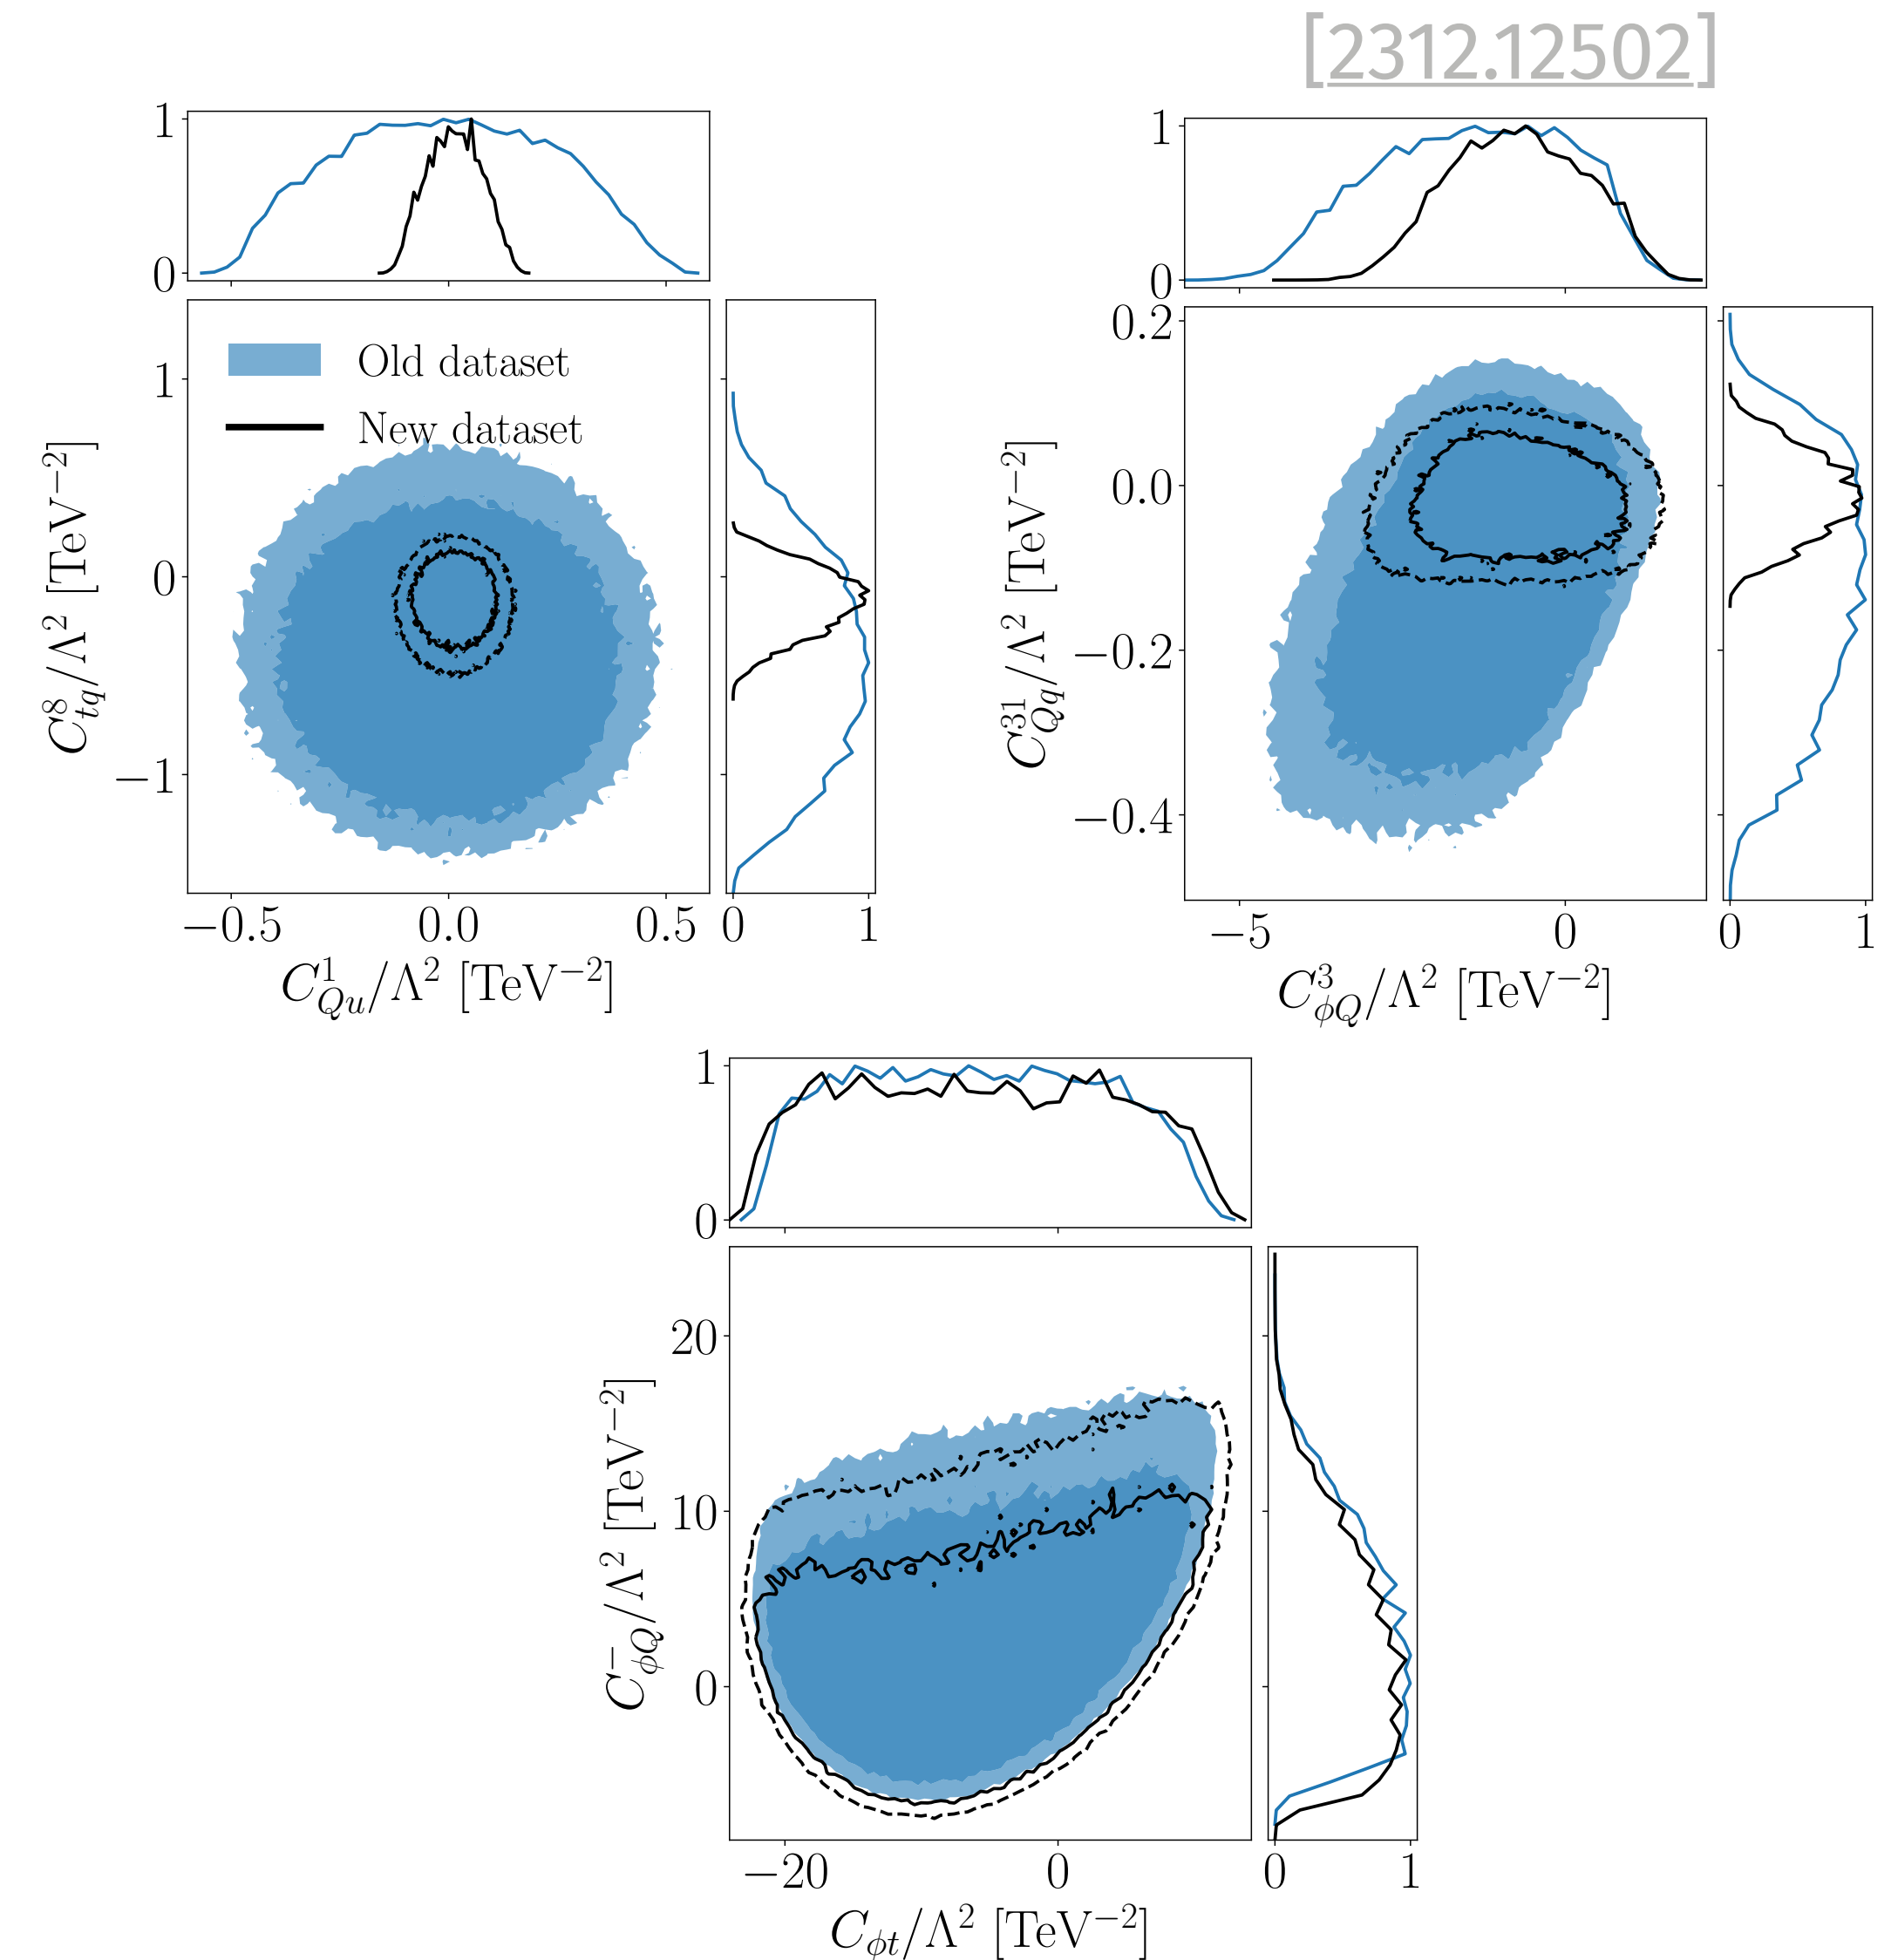 [2312.12502]
1
0
1
0
Old dataset
New dataset
1
0
−1
C^8_{tq}/Λ^2 [TeV^{−2}]
−0.5 0.0 0.5 0 1
C^1_{Qu}/Λ^2 [TeV^{−2}]
0.2
0.0
−0.2
−0.4
C^{31}_{Qq}/Λ^2 [TeV^{−2}]
−5 0 0 1
C^3_{ϕQ}/Λ^2 [TeV^{−2}]
1
0
20
10
0
C^−_{ϕQ}/Λ^2 [TeV^{−2}]
−20 0 0 1
C_{ϕt}/Λ^2 [TeV^{−2}]